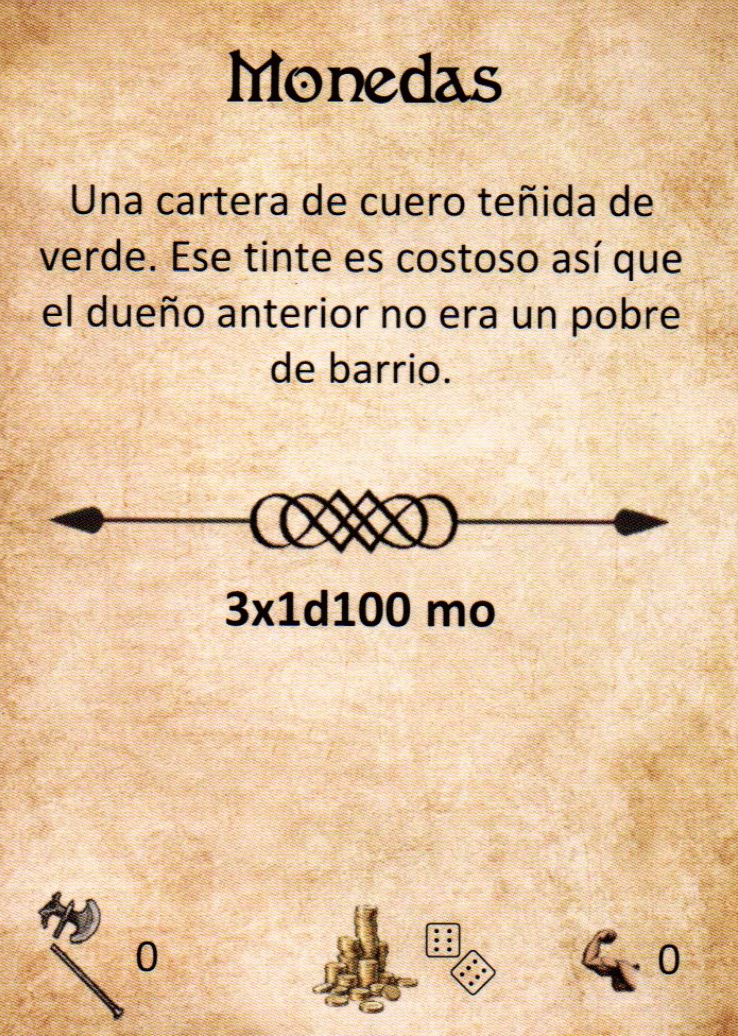 Monedas
Una cartera de cuero teñida de
verde. Ese tinte es costoso así que
el dueño anterior no era un pobre
de barrio.
3x1d100 mo
0
0